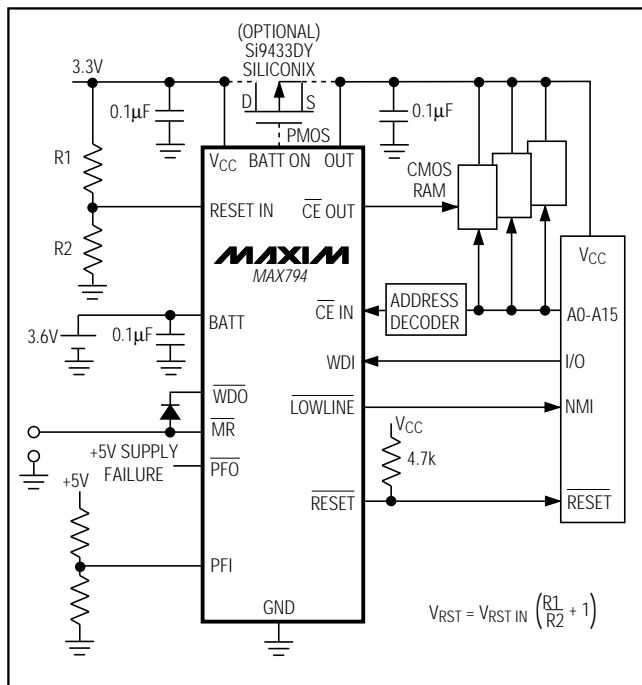 (OPTIONAL)
Si9433DY
SILICONIX
3.3V
D
S
0.1µF
0.1µF
PMOS
VCC
BATT ON
OUT
R1
CMOS
RAM
RESET IN
CE OUT
R2
MAXIM
MAX794
VCC
BATT
CE IN
ADDRESS
DECODER
A0-A15
3.6V
0.1µF
WDI
I/O
WDO
LOWLINE
NMI
MR
VCC
+5V SUPPLY
FAILURE
PFO
4.7k
+5V
RESET
RESET
PFI
GND
VRST = VRST IN (R1/R2 + 1)